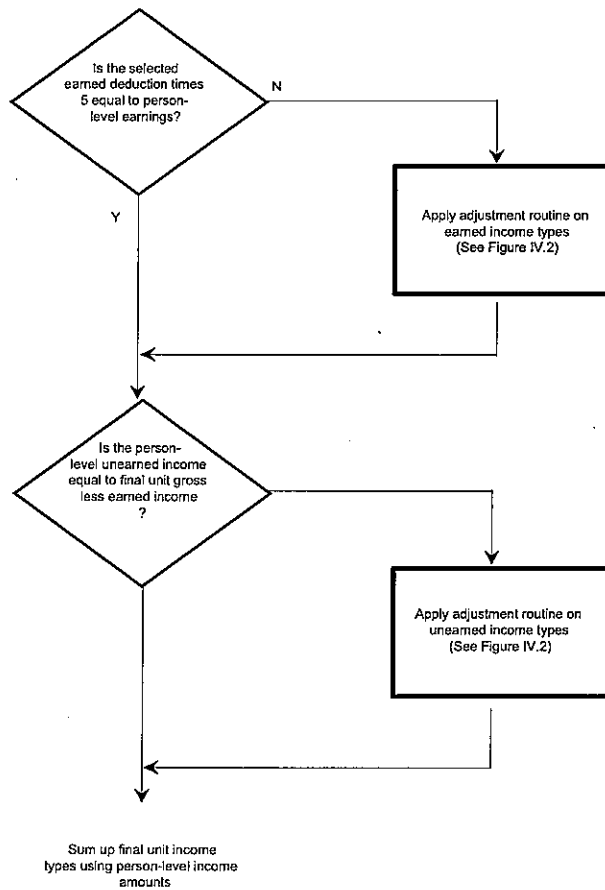 Is the selected
earned deduction times
5 equal to person-
level earnings?
N
Y
Apply adjustment routine on
earned income types
(See Figure IV.2)
Is the person-
level unearned income
equal to final unit gross
less earned income
?
Apply adjustment routine on
unearned income types
(See Figure IV.2)
Sum up final unit income
types using person-level income
amounts